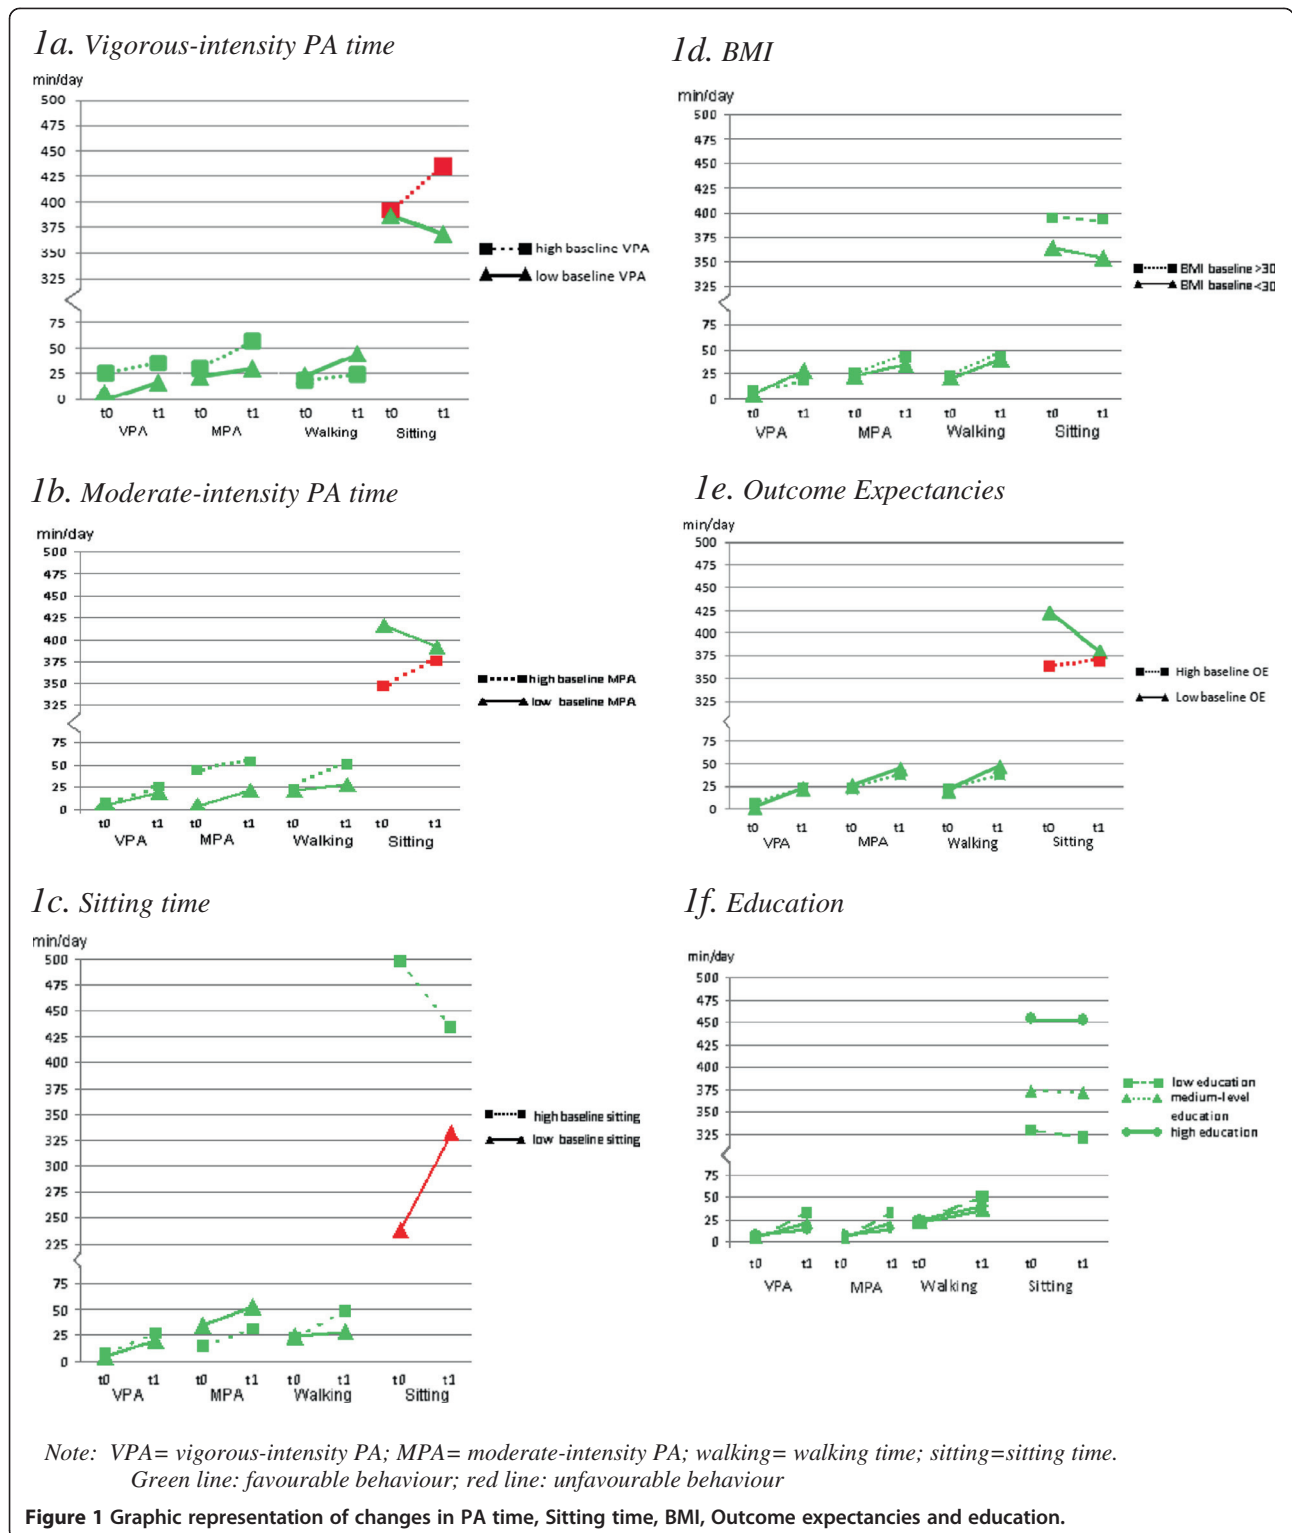 1a. Vigorous-intensity PA time
min/day
500
475
450
425
400
375
350
325
75
50
25
0
t0 t1 t0 t1 t0 t1 t0 t1
VPA MPA Walking Sitting
high baseline VPA
low baseline VPA
1d. BMI
min/day
500
475
450
425
400
375
350
325
75
50
25
0
t0 t1 t0 t1 t0 t1 t0 t1
VPA MPA Walking Sitting
BMI baseline >30
BMI baseline <30
1b. Moderate-intensity PA time
min/day
500
475
450
425
400
375
350
325
75
50
25
0
t0 t1 t0 t1 t0 t1 t0 t1
VPA MPA Walking Sitting
high baseline MPA
low baseline MPA
1e. Outcome Expectancies
min/day
500
475
450
425
400
375
350
325
75
50
25
0
t0 t1 t0 t1 t0 t1 t0 t1
VPA MPA Walking Sitting
High baseline OE
Low baseline OE
1c. Sitting time
min/day
500
475
450
425
400
375
350
325
300
275
250
225
75
50
25
0
t0 t1 t0 t1 t0 t1 t0 t1
VPA MPA Walking Sitting
high baseline sitting
low baseline sitting
1f. Education
min/day
500
475
450
425
400
375
350
325
75
50
25
0
t0 t1 t0 t1 t0 t1 t0 t1
VPA MPA Walking Sitting
low education
medium-level
education
high education
Note: VPA= vigorous-intensity PA; MPA= moderate-intensity PA; walking= walking time; sitting=sitting time.
Green line: favourable behaviour; red line: unfavourable behaviour
Figure 1 Graphic representation of changes in PA time, Sitting time, BMI, Outcome expectancies and education.